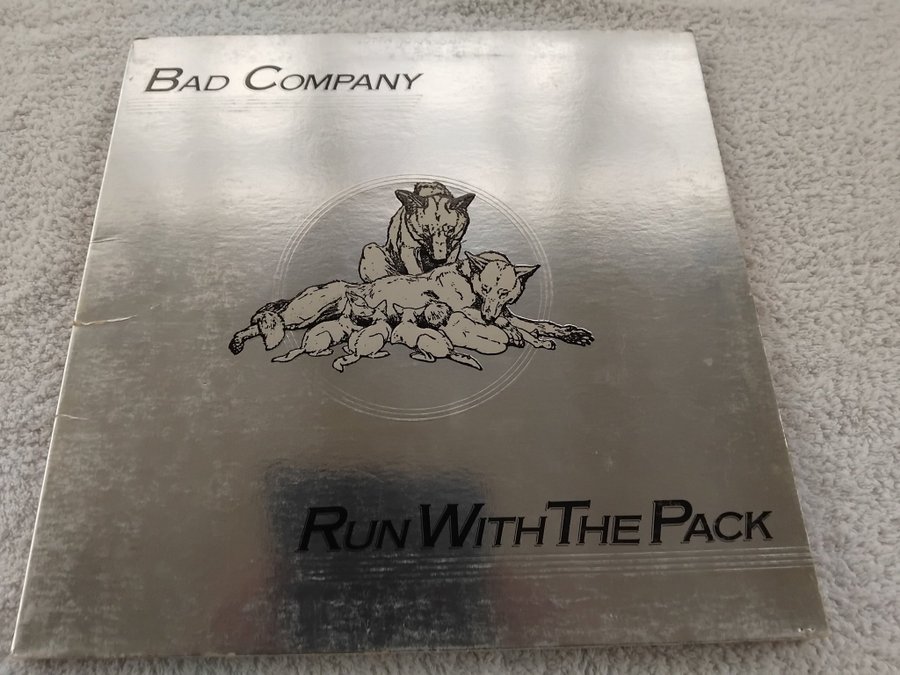 BAD COMPANY
RUN WITH THE PACK